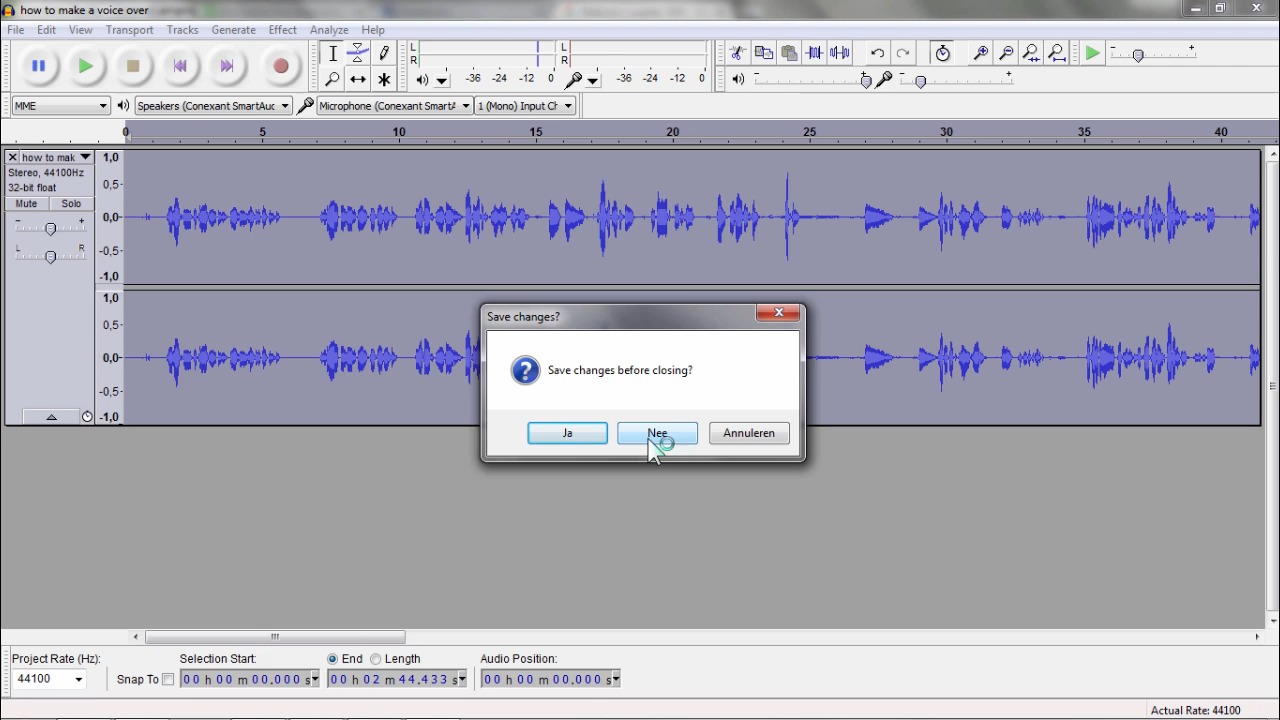 how to make a voice over
File Edit View Transport Tracks Generate Effect Analyze Help
L
R
-36 -24 -12 0
L
R
-36 -24 -12 0
MME
Speakers (Conexant SmartAuc
Microphone (Conexant SmartA
1 (Mono) Input Ch
0 5 10 15 20 25 30 35 40
how to mak
Stereo, 44100Hz
32-bit float
Mute Solo
- +
L R
1,0
0,5-
0,0-
-0,5-
-1,0
1,0
0,5-
0,0-
-0,5-
-1,0
Save changes?
Save changes before closing?
Ja Nee Annuleren
Project Rate (Hz):
44100
Snap To
Selection Start:
00 h 00 m 00.000 s
End Length
00 h 02 m 44.433 s
Audio Position:
00 h 00 m 00.000 s
Actual Rate: 44100